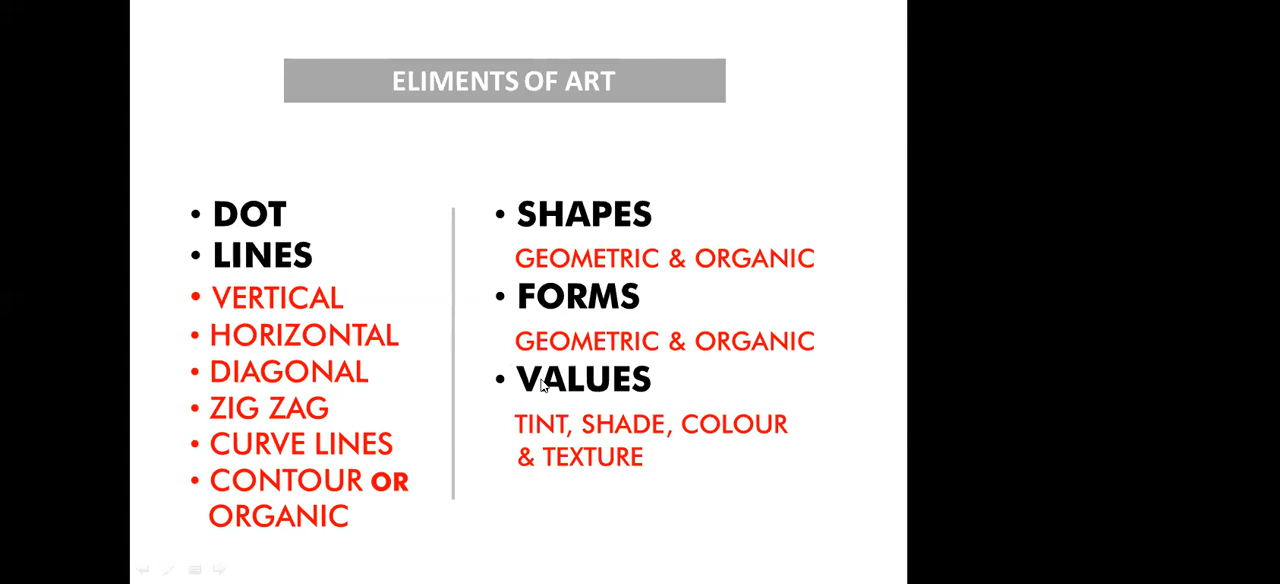 ELIMENTS OF ART
• DOT
• LINES
• VERTICAL
• HORIZONTAL
• DIAGONAL
• ZIG ZAG
• CURVE LINES
• CONTOUR OR
ORGANIC
• SHAPES
GEOMETRIC & ORGANIC
• FORMS
GEOMETRIC & ORGANIC
• VALUES
TINT, SHADE, COLOUR
& TEXTURE